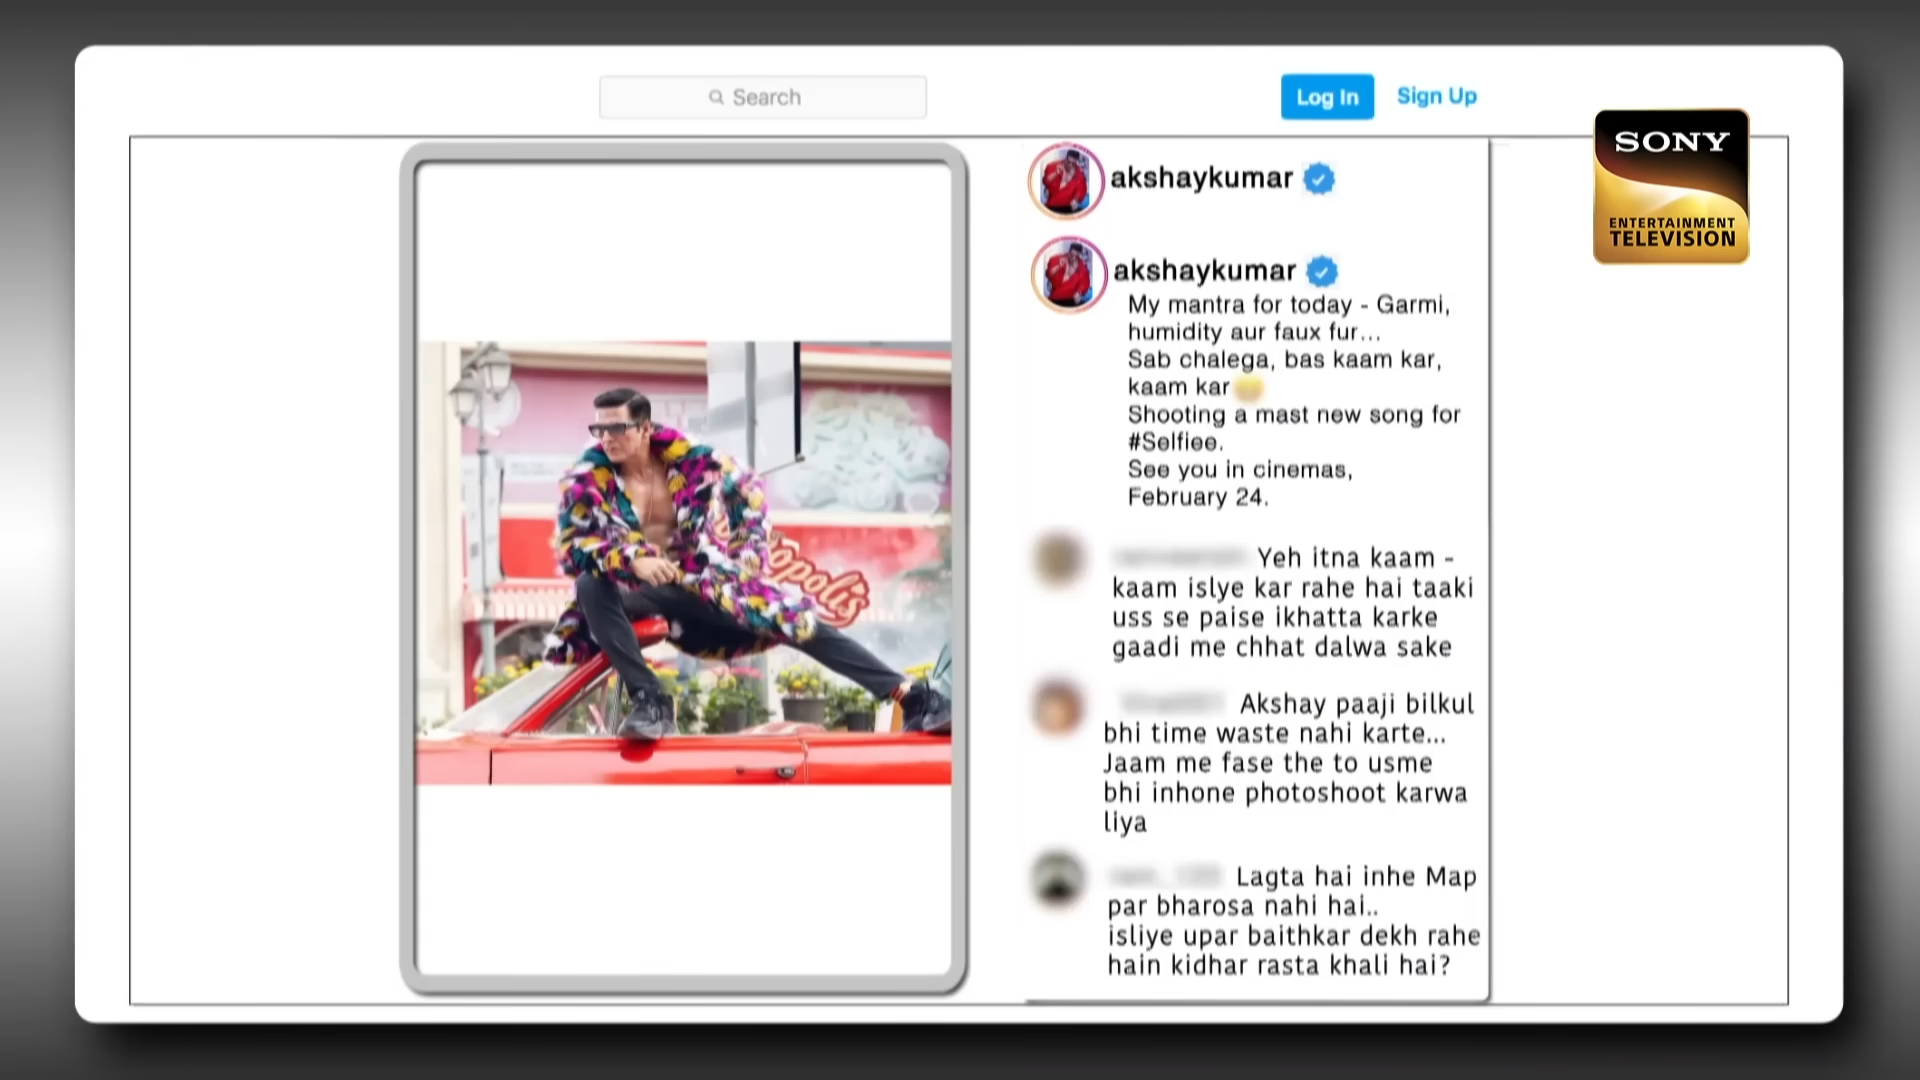 Search
Log In
Sign Up
SONY
ENTERTAINMENT
TELEVISION
akshaykumar
akshaykumar
My mantra for today - Garmi,
humidity aur faux fur...
Sab chalega, bas kaam kar,
kaam kar
Shooting a mast new song for
#Selfiee.
See you in cinemas,
February 24.
Yeh itna kaam -
kaam islye kar rahe hai taaki
uss se paise ikhatta karke
gaadi me chhat dalwa sake
Akshay paaji bilkul
bhi time waste nahi karte...
Jaam me fase the to usme
bhi inhone photoshoot karwa
liya
Lagta hai inhe Map
par bharosa nahi hai..
isliye upar baithkar dekh rahe
hain kidhar rasta khali hai?